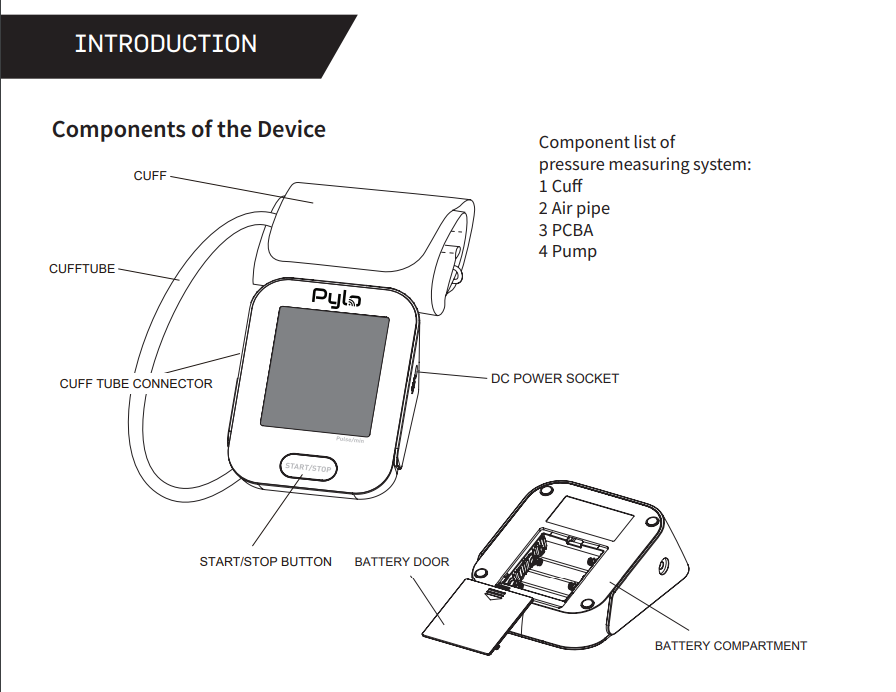 INTRODUCTION
Components of the Device
Component list of
pressure measuring system:
1 Cuff
2 Air pipe
3 PCBA
4 Pump
CUFF
CUFFTUBE
Pylo
CUFF TUBE CONNECTOR
DC POWER SOCKET
Pulse/min
START/STOP
START/STOP BUTTON
BATTERY DOOR
BATTERY COMPARTMENT